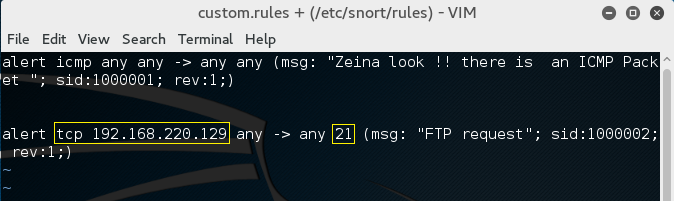 custom.rules + (/etc/snort/rules) - VIM
File Edit View Search Terminal Help
alert icmp any any -> any any (msg: "Zeina look !! there is  an ICMP Pack
et "; sid:1000001; rev:1;)
alert tcp 192.168.220.129 any -> any 21 (msg: "FTP request"; sid:1000002;
 rev:1;)
~
~